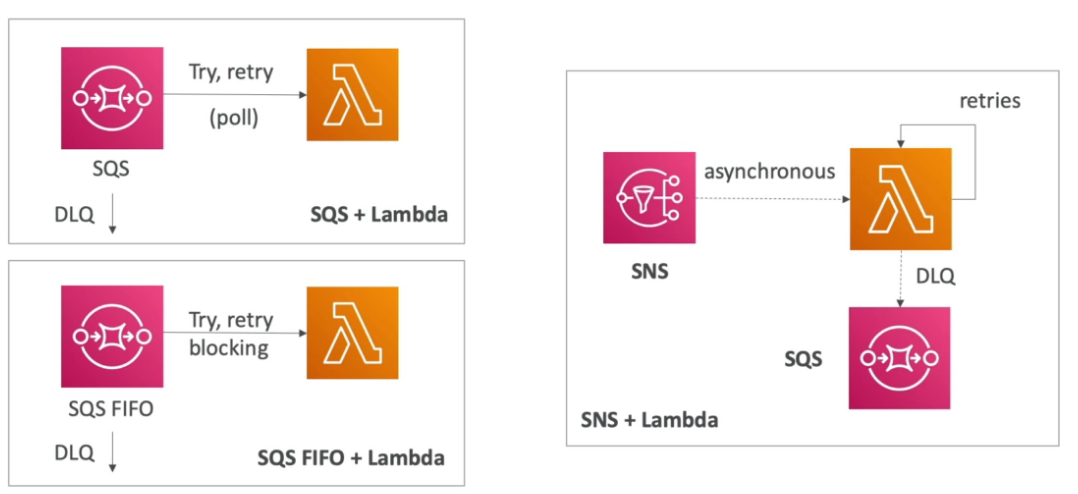 Try, retry
(poll)
SQS
DLQ
SQS + Lambda
Try, retry
blocking
SQS FIFO
DLQ
SQS FIFO + Lambda
retries
asynchronous
SNS
DLQ
SQS
SNS + Lambda